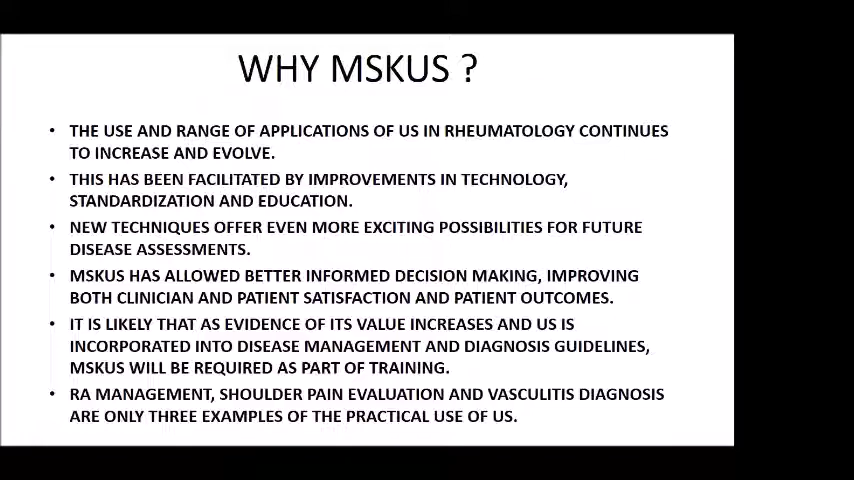 WHY MSKUS ?
• THE USE AND RANGE OF APPLICATIONS OF US IN RHEUMATOLOGY CONTINUES
TO INCREASE AND EVOLVE.
• THIS HAS BEEN FACILITATED BY IMPROVEMENTS IN TECHNOLOGY,
STANDARDIZATION AND EDUCATION.
• NEW TECHNIQUES OFFER EVEN MORE EXCITING POSSIBILITIES FOR FUTURE
DISEASE ASSESSMENTS.
• MSKUS HAS ALLOWED BETTER INFORMED DECISION MAKING, IMPROVING
BOTH CLINICIAN AND PATIENT SATISFACTION AND PATIENT OUTCOMES.
• IT IS LIKELY THAT AS EVIDENCE OF ITS VALUE INCREASES AND US IS
INCORPORATED INTO DISEASE MANAGEMENT AND DIAGNOSIS GUIDELINES,
MSKUS WILL BE REQUIRED AS PART OF TRAINING.
• RA MANAGEMENT, SHOULDER PAIN EVALUATION AND VASCULITIS DIAGNOSIS
ARE ONLY THREE EXAMPLES OF THE PRACTICAL USE OF US.